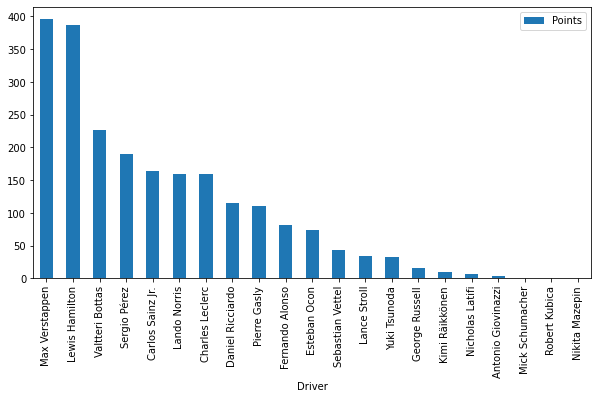 Points
400
350
300
250
200
150
100
50
0
Max Verstappen
Lewis Hamilton
Valtteri Bottas
Sergio Pérez
Carlos Sainz Jr.
Lando Norris
Charles Leclerc
Daniel Ricciardo
Pierre Gasly
Fernando Alonso
Esteban Ocon
Sebastian Vettel
Lance Stroll
Yuki Tsunoda
George Russell
Kimi Räikkönen
Nicholas Latifi
Antonio Giovinazzi
Mick Schumacher
Robert Kubica
Nikita Mazepin
Driver